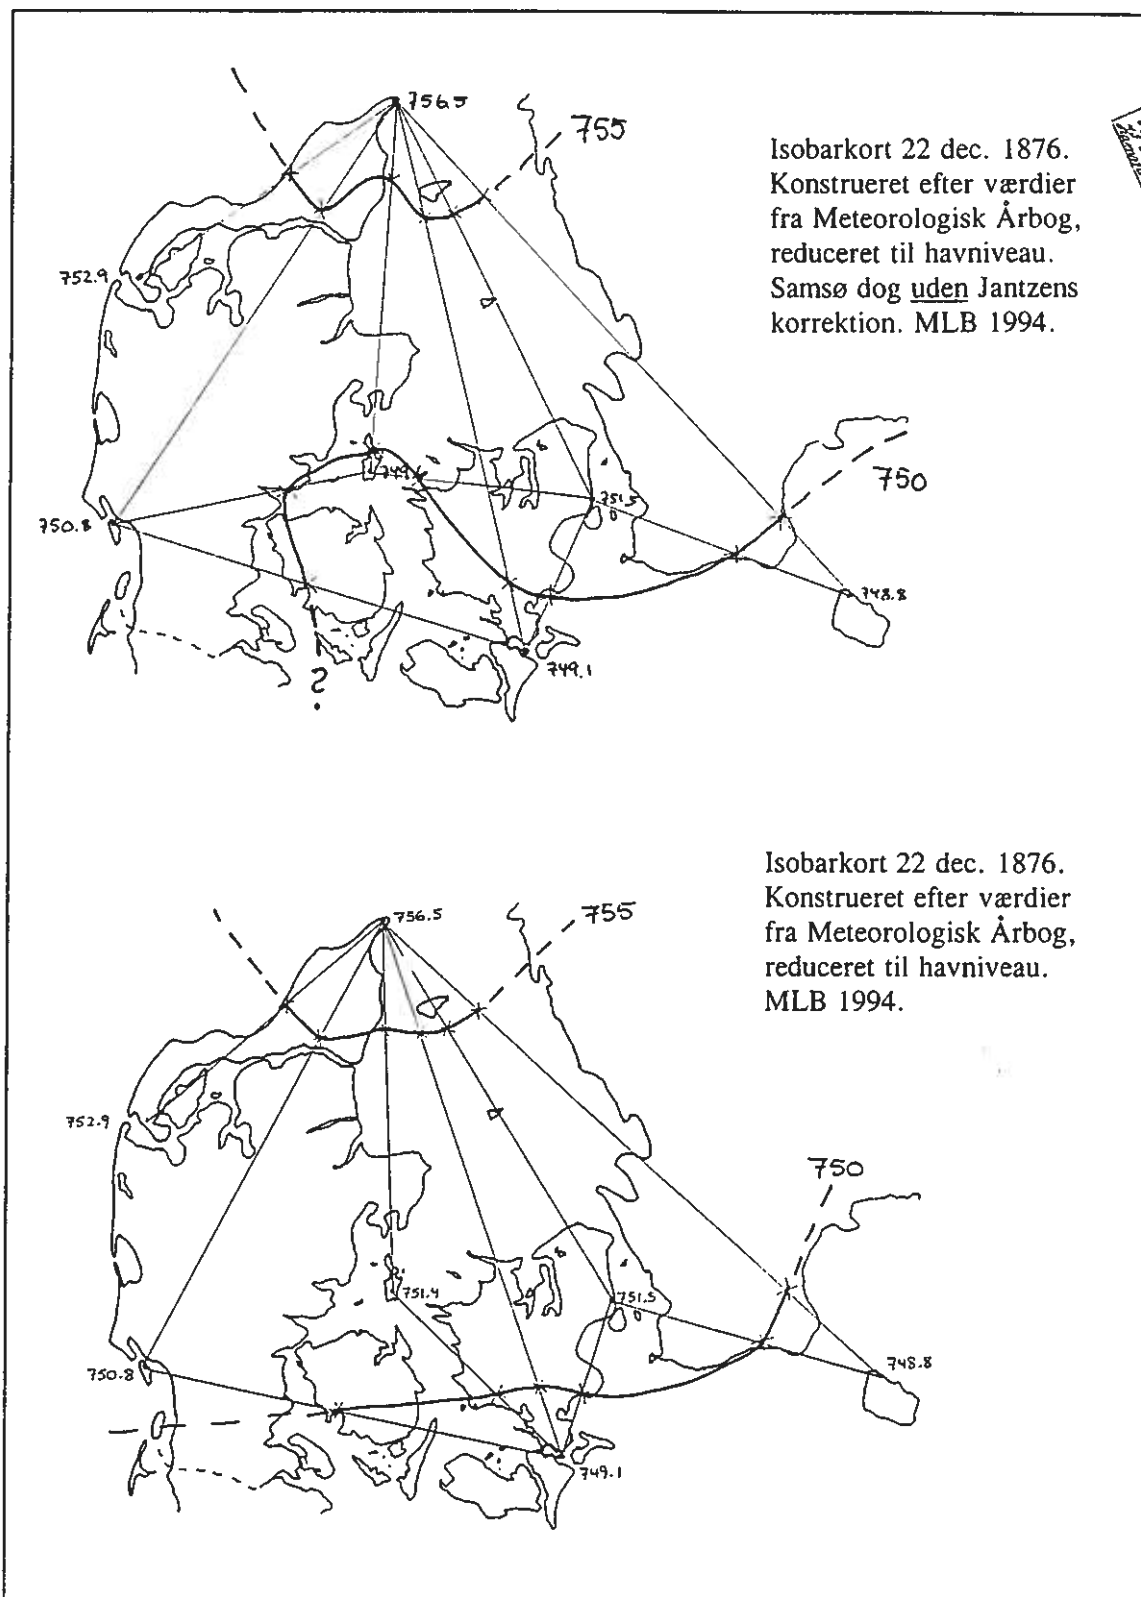 756.5
755
Isobarkort 22 dec. 1876.
Konstrueret efter værdier
fra Meteorologisk Årbog,
reduceret til havniveau.
Samsø dog uden Jantzens
korrektion. MLB 1994.
752.9
749
750
751.5
750.8
748.8
749.1
?
Isobarkort 22 dec. 1876.
Konstrueret efter værdier
fra Meteorologisk Årbog,
reduceret til havniveau.
MLB 1994.
756.5
755
752.9
750
751.4
751.5
750.8
748.8
749.1